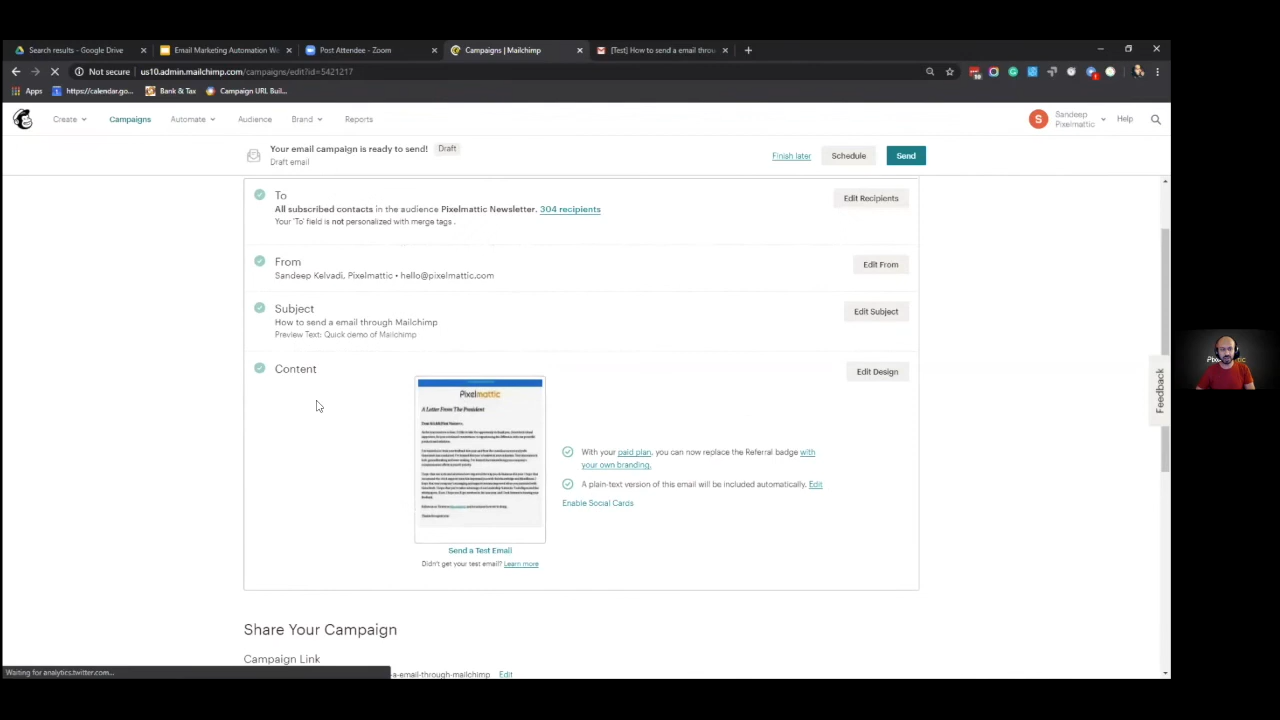 Search results - Google Drive
Email Marketing Automation We
Post Attendee - Zoom
Campaigns | Mailchimp
[Test] How to send a email throu
Not secure | us10.admin.mailchimp.com/campaigns/edit?id=5421217
Apps
https://calendar.go...
Bank & Tax
Campaign URL Buil...
Create
Campaigns
Automate
Audience
Brand
Reports
S
Sandeep
Pixelmattic
Help
Your email campaign is ready to send! Draft
Draft email
Finish later
Schedule
Send
To
All subscribed contacts in the audience Pixelmattic Newsletter. 304 recipients
Your 'To' field is not personalized with merge tags .
Edit Recipients
From
Sandeep Kelvadi, Pixelmattic • hello@pixelmattic.com
Edit From
Subject
How to send a email through Mailchimp
Preview Text: Quick demo of Mailchimp
Edit Subject
Content
Edit Design
Pixelmattic
A Letter From The President
With your paid plan, you can now replace the Referral badge with
your own branding.
A plain-text version of this email will be included automatically. Edit
Enable Social Cards
Send a Test Email
Didn't get your test email? Learn more
Share Your Campaign
Campaign Link
-a-email-through-mailchimp
Edit
Waiting for analytics.twitter.com...
Feedback